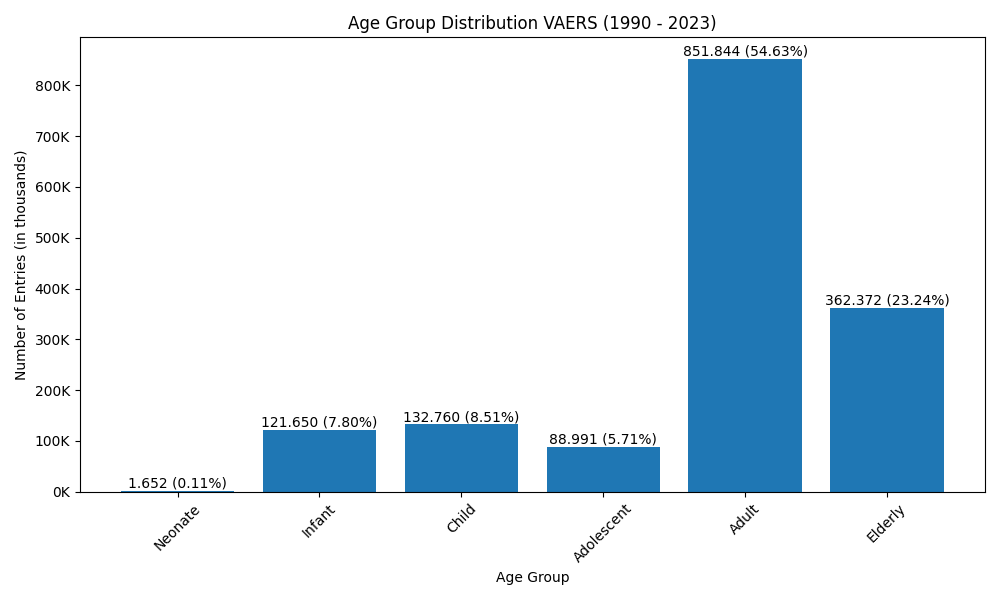 Age Group Distribution VAERS (1990 - 2023)
851.844 (54.63%)
800K
700K
600K
500K
400K
362.372 (23.24%)
300K
200K
132.760 (8.51%)
121.650 (7.80%)
100K
88.991 (5.71%)
1.652 (0.11%)
0K
Number of Entries (in thousands)
Neonate
Infant
Child
Adolescent
Adult
Elderly
Age Group